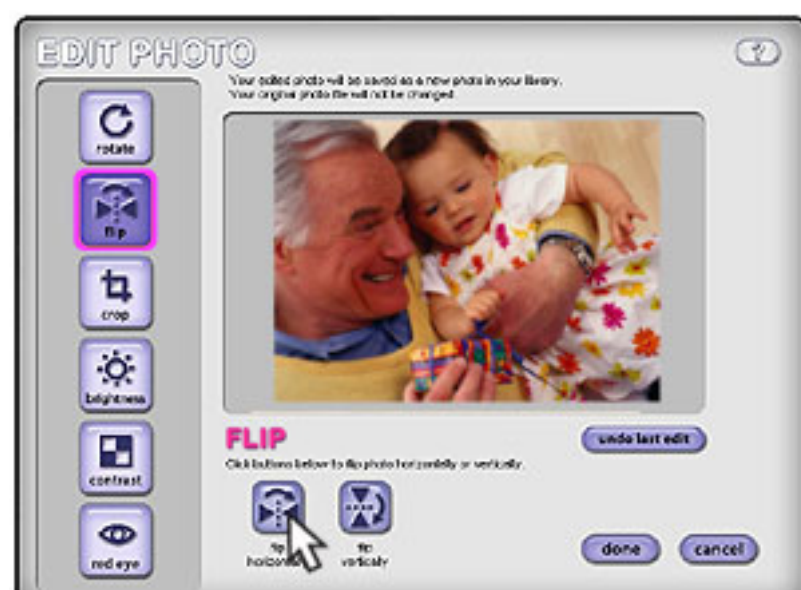 EDIT PHOTO
?
Your edited photo will be saved as a new photo in your library.
Your original photo file will not be changed.
rotate
flip
crop
brightness
contrast
red eye
FLIP
undo last edit
Click buttons below to flip photo horizontally or vertically.
flip
flip
vertically
done
cancel